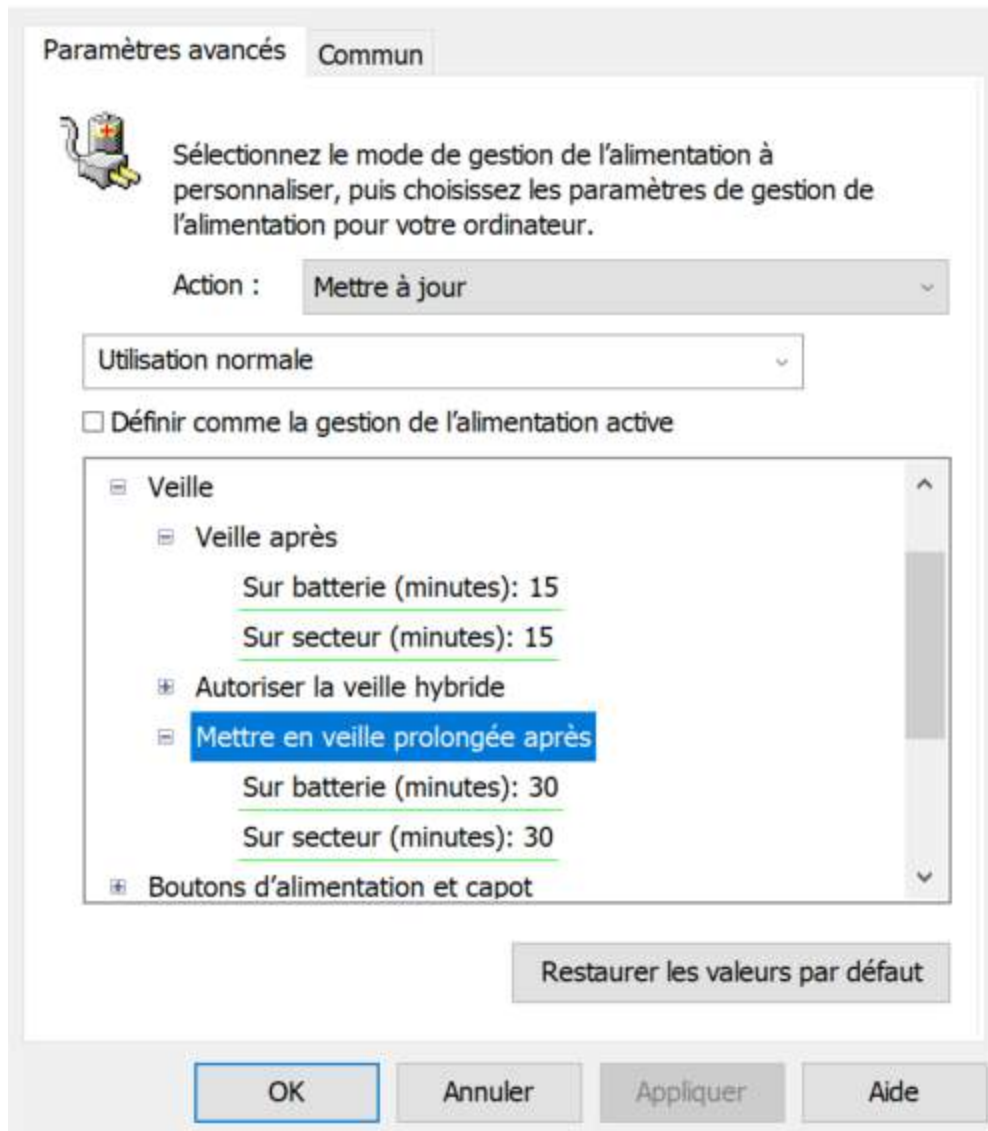 Paramètres avancés
Commun
Sélectionnez le mode de gestion de l'alimentation à
personnaliser, puis choisissez les paramètres de gestion de
l'alimentation pour votre ordinateur.
Action : Mettre à jour
Utilisation normale
Définir comme la gestion de l'alimentation active
Veille
Veille après
Sur batterie (minutes): 15
Sur secteur (minutes): 15
Autoriser la veille hybride
Mettre en veille prolongée après
Sur batterie (minutes): 30
Sur secteur (minutes): 30
Boutons d'alimentation et capot
Restaurer les valeurs par défaut
OK Annuler Appliquer Aide